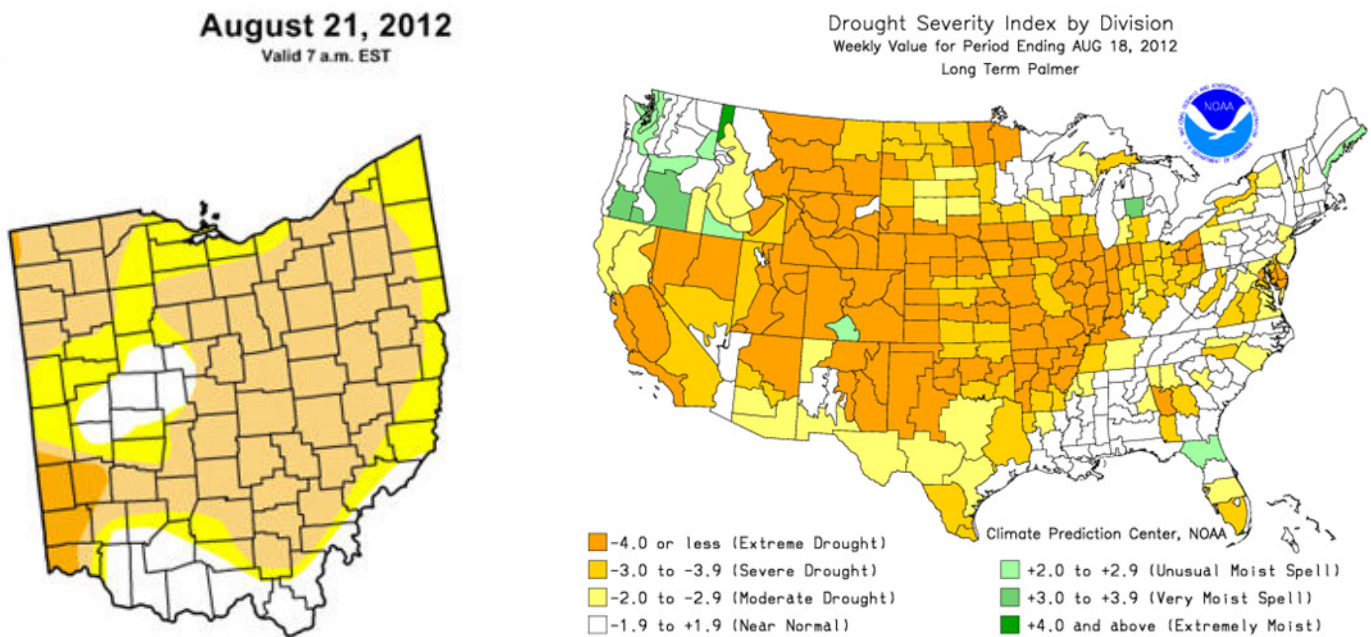 August 21, 2012
Valid 7 a.m. EST
Drought Severity Index by Division
Weekly Value for Period Ending AUG 18, 2012
Long Term Palmer
NOAA
Climate Prediction Center, NOAA
-4.0 or less (Extreme Drought)
-3.0 to -3.9 (Severe Drought)
-2.0 to -2.9 (Moderate Drought)
-1.9 to +1.9 (Near Normal)
+2.0 to +2.9 (Unusual Moist Spell)
+3.0 to +3.9 (Very Moist Spell)
+4.0 and above (Extremely Moist)